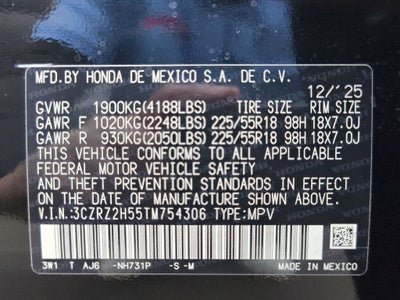 MFD.BY HONDA DE MEXICO S.A. DE C.V.
12/'25
GVWR 1900KG(4188LBS) TIRE SIZE RIM SIZE
GAWR F 1020KG(2248LBS) 225/55R18 98H 18X7.0J
GAWR R 930KG(2050LBS) 225/55R18 98H 18X7.0J
THIS VEHICLE CONFORMS TO ALL APPLICABLE
FEDERAL MOTOR VEHICLE SAFETY
AND THEFT PREVENTION STANDARDS IN EFFECT
ON THE DATE OF MANUFACTURE SHOWN ABOVE.
V.I.N:3CZRZ2H55TM754306 TYPE:MPV
3W1 T AJ6 -NH731P -S-M